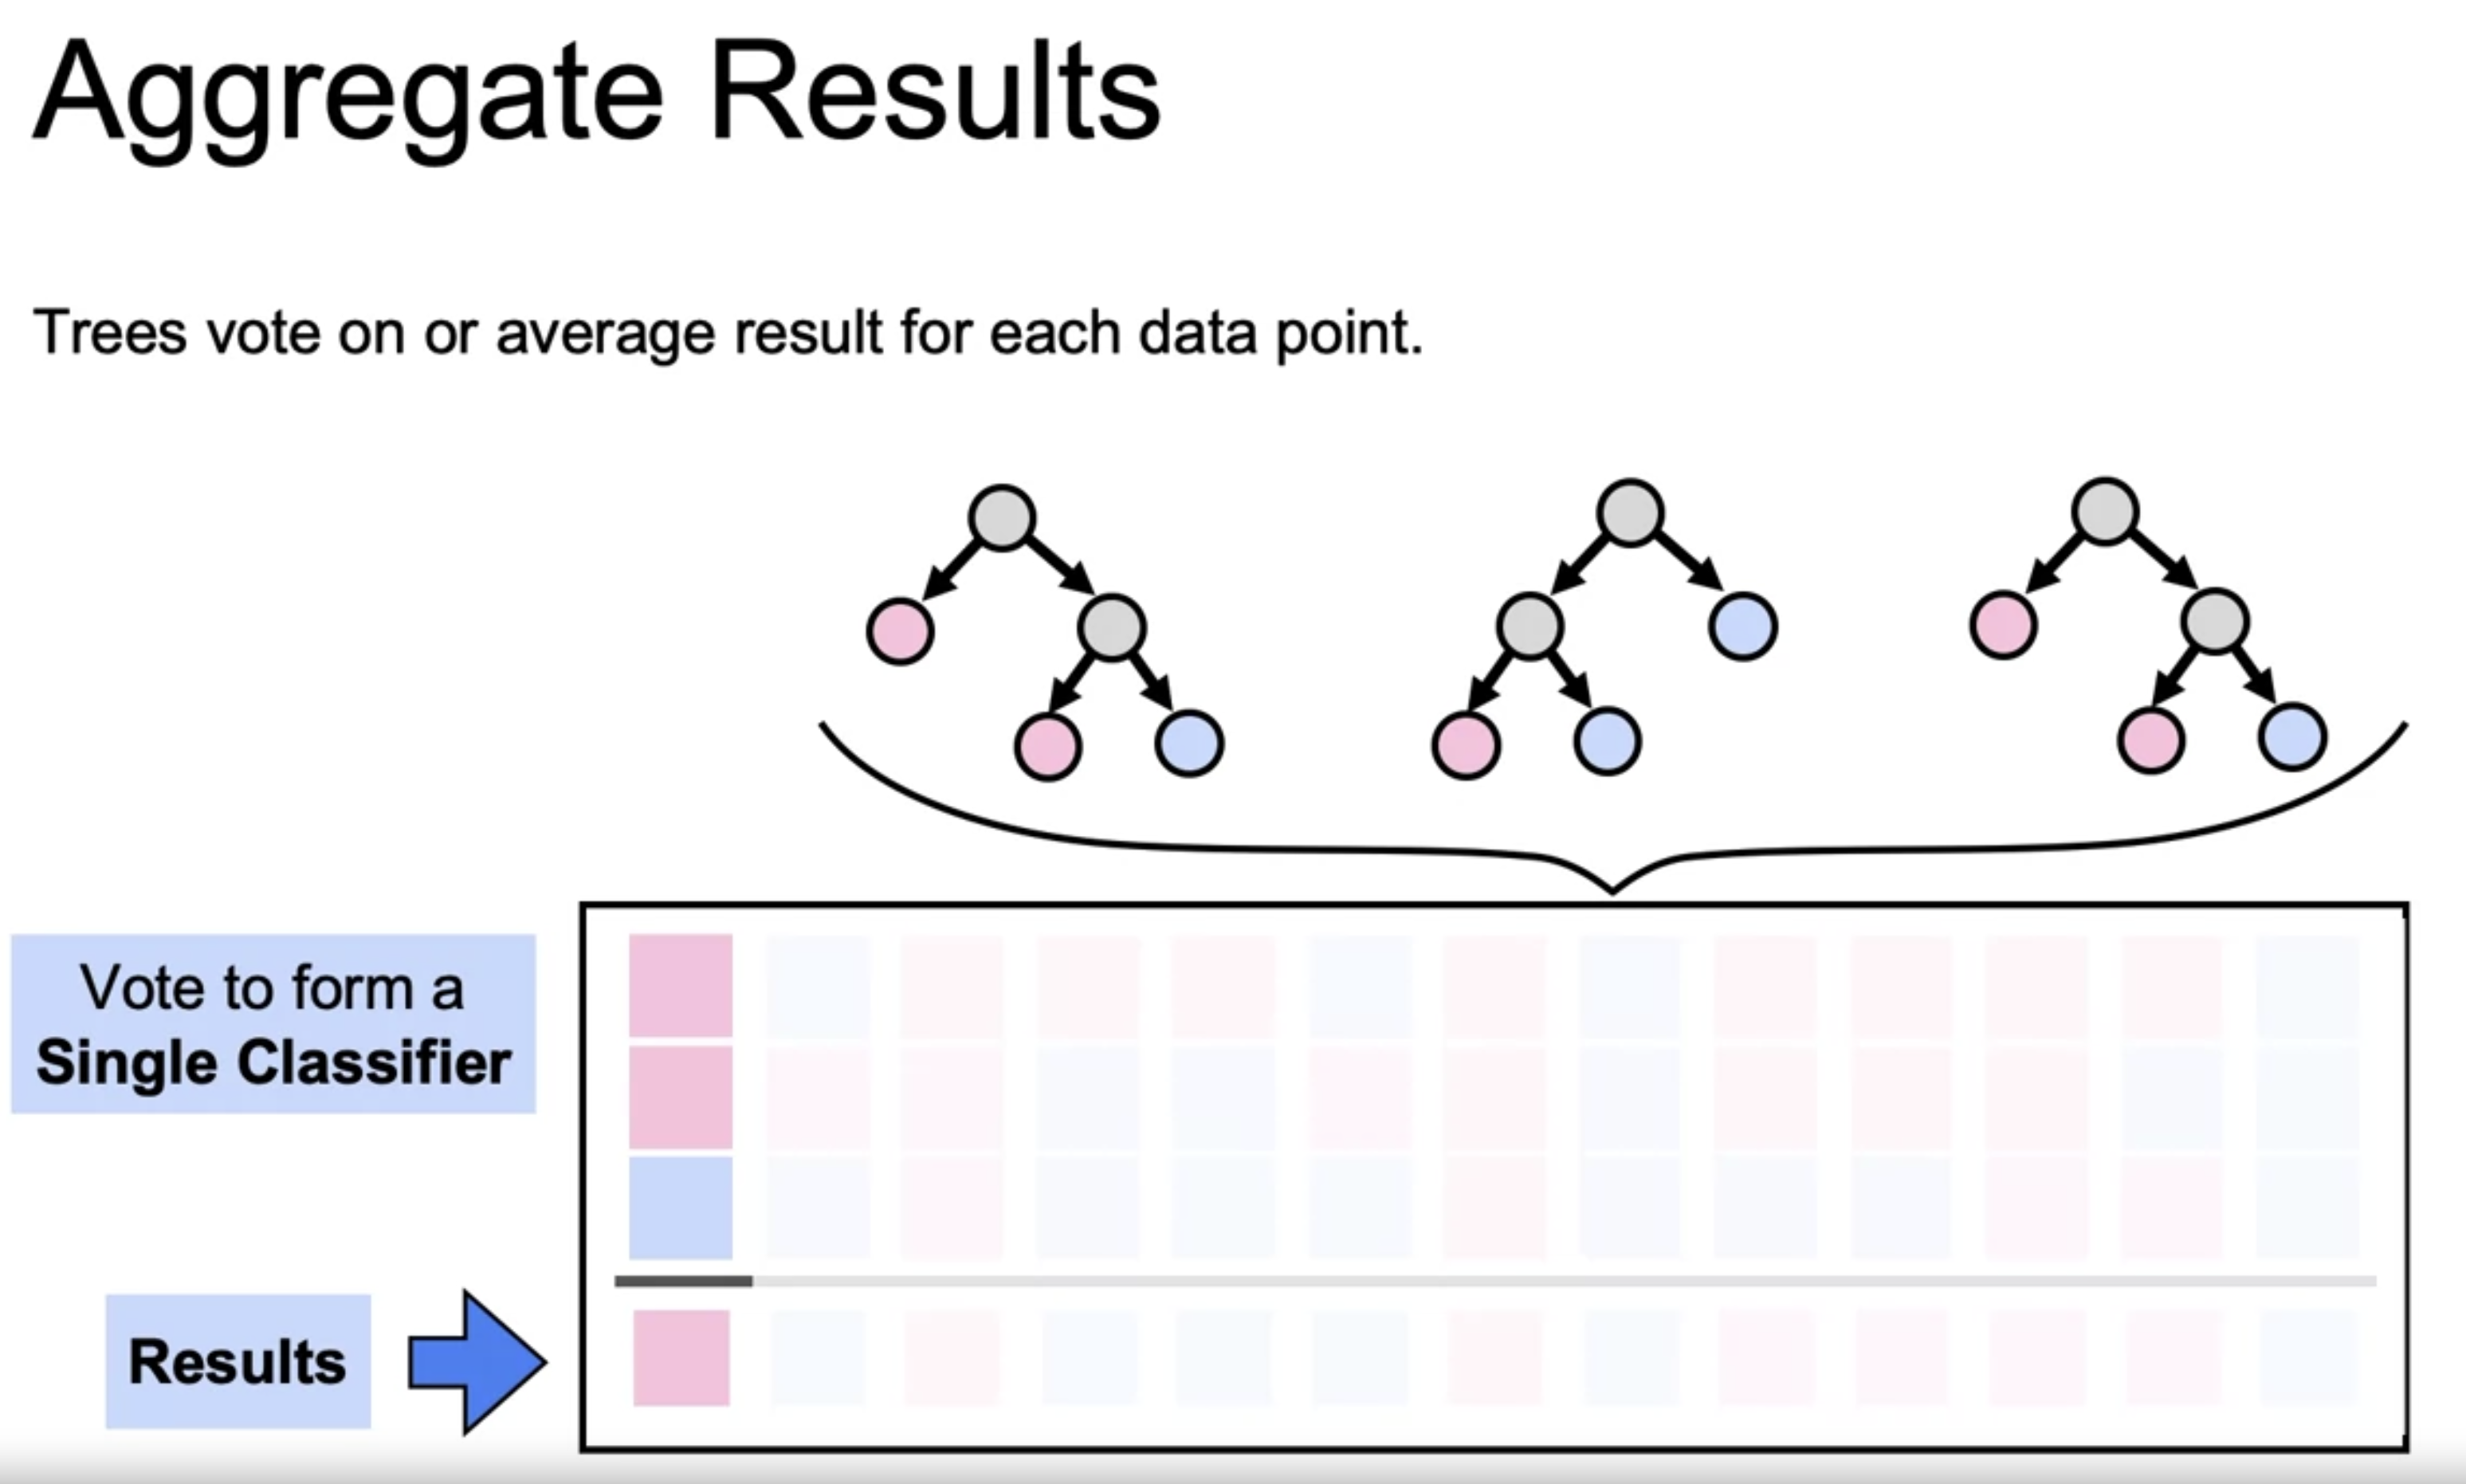 Aggregate Results
Trees vote on or average result for each data point.
Vote to form a
Single Classifier
Results